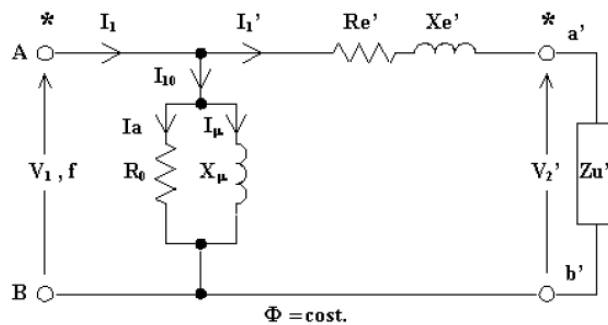 * I₁ I₁’ Re’ Xe’ * a’
A
I₁₀
Ia Iμ.
V₁ , f R₀ Xμ. V₂’ Zu’
B b’
Φ =cost.